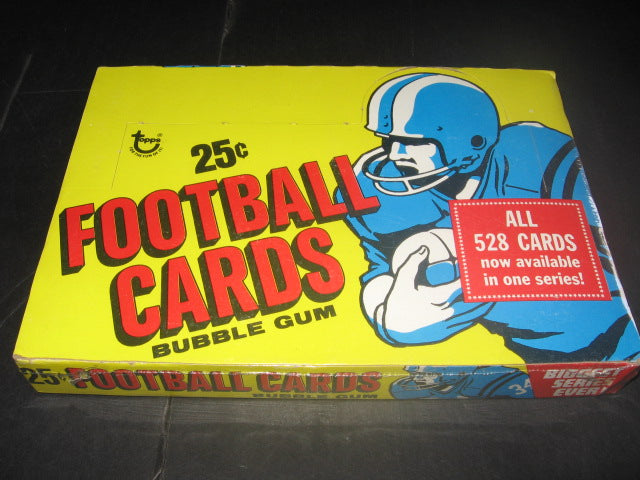 topps®
25¢
FOOTBALL
CARDS
BUBBLE GUM
ALL
528 CARDS
now available
in one series!
25¢ FOOTBALL CARDS
BUBBLE GUM
BIGGEST
SERIES
EVER!